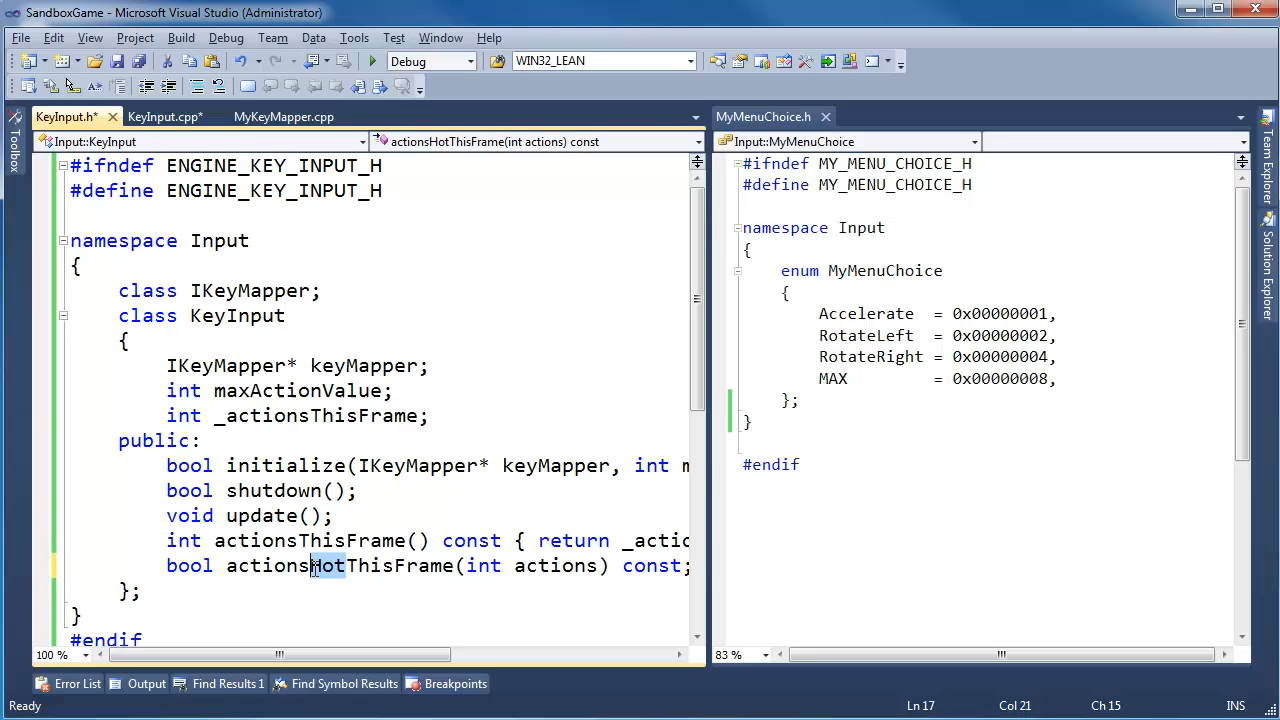 SandboxGame - Microsoft Visual Studio (Administrator)
File Edit View Project Build Debug Team Data Tools Test Window Help
Debug WIN32_LEAN
KeyInput.h* KeyInput.cpp* MyKeyMapper.cpp MyMenuChoice.h
Input::KeyInput actionsHotThisFrame(int actions) const Input::MyMenuChoice
Toolbox
#ifndef ENGINE_KEY_INPUT_H
#define ENGINE_KEY_INPUT_H
namespace Input
{
class IKeyMapper;
class KeyInput
{
IKeyMapper* keyMapper;
int maxActionValue;
int _actionsThisFrame;
public:
bool initialize(IKeyMapper* keyMapper, int m
bool shutdown();
void update();
int actionsThisFrame() const { return _actio
bool actionsHotThisFrame(int actions) const;
};
}
#endif
100 %
#ifndef MY_MENU_CHOICE_H
#define MY_MENU_CHOICE_H
namespace Input
{
enum MyMenuChoice
{
Accelerate = 0x00000001,
RotateLeft = 0x00000002,
RotateRight = 0x00000004,
MAX = 0x00000008,
};
}
#endif
83 %
Team Explorer
Solution Explorer
Error List Output Find Results 1 Find Symbol Results Breakpoints
Ready Ln 17 Col 21 Ch 15 INS